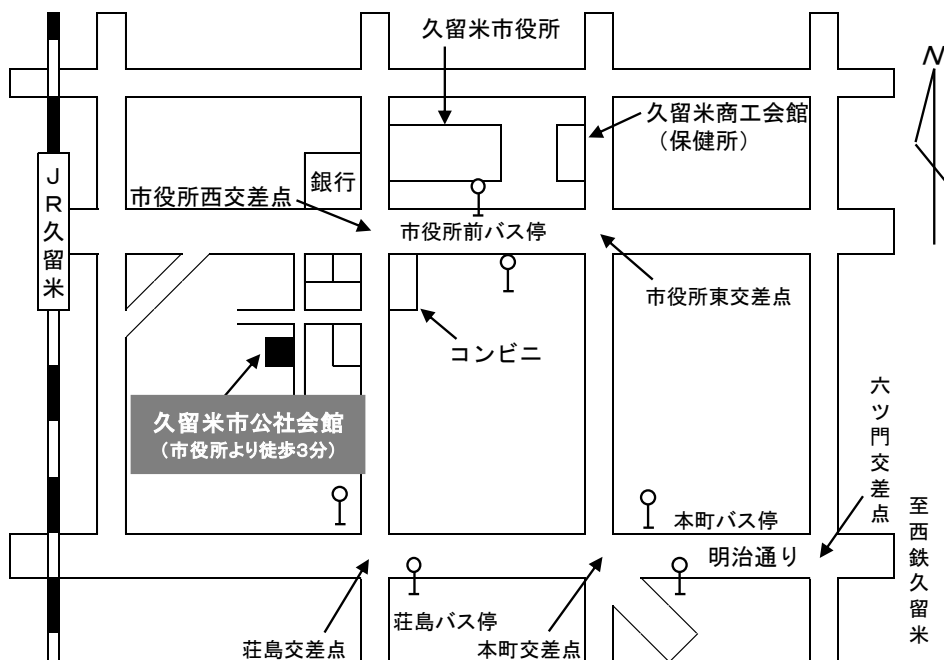 久留米市役所
N
久留米商工会館
（保健所）
JR久留米
銀行
市役所西交差点
市役所前バス停
市役所東交差点
コンビニ
久留米市公社会館
（市役所より徒歩3分）
六ツ門交差点
本町バス停
至西鉄久留米
明治通り
荘島バス停
荘島交差点
本町交差点